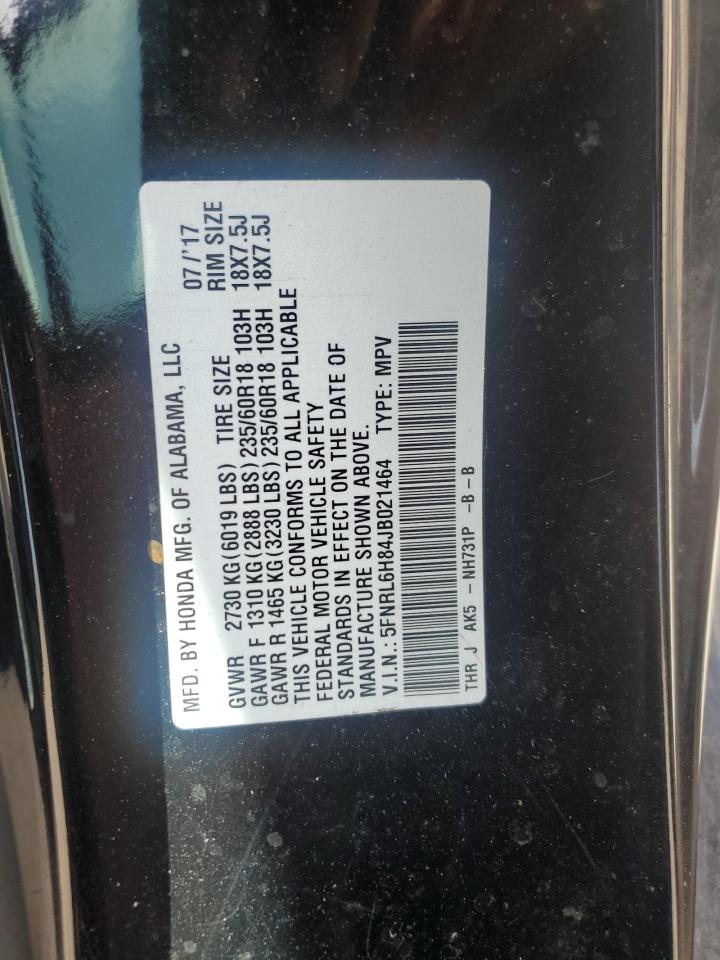 MFD. BY HONDA MFG. OF ALABAMA, LLC 07/'17
GVWR 2730 KG (6019 LBS) TIRE SIZE RIM SIZE
GAWR F 1310 KG (2888 LBS) 235/60R18 103H 18X7.5J
GAWR R 1465 KG (3230 LBS) 235/60R18 103H 18X7.5J
THIS VEHICLE CONFORMS TO ALL APPLICABLE
FEDERAL MOTOR VEHICLE SAFETY
STANDARDS IN EFFECT ON THE DATE OF
MANUFACTURE SHOWN ABOVE.
V.I.N.: 5FNRL6H84JB021464 TYPE: MPV
THR J AK5 - NH731P -B-B